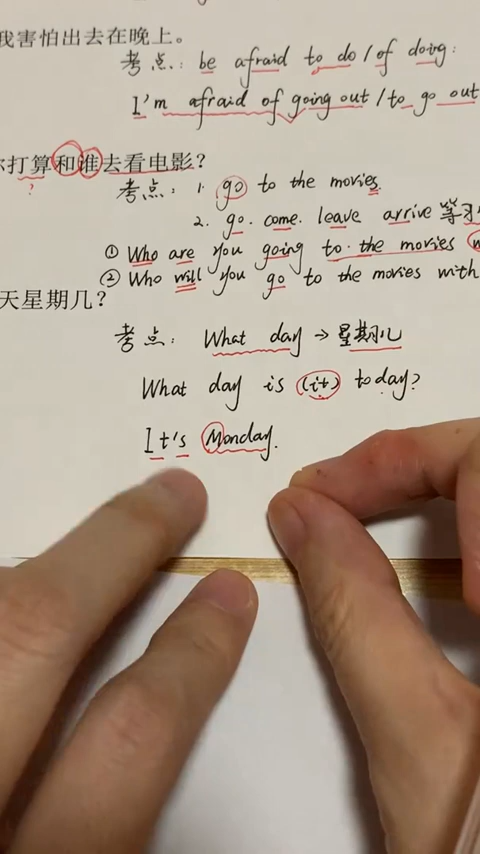 我害怕出去在晚上。
考点: be afraid to do / of doing:
I'm afraid of going out / to go out
你打算和谁去看电影?
?
考点: 1. go to the movies.
2. go. come. leave arrive 等
① Who are you going to the movies
② Who will you go to the movies with
天星期几?
考点: What day → 星期几
What day is (it) today?
It's Monday.